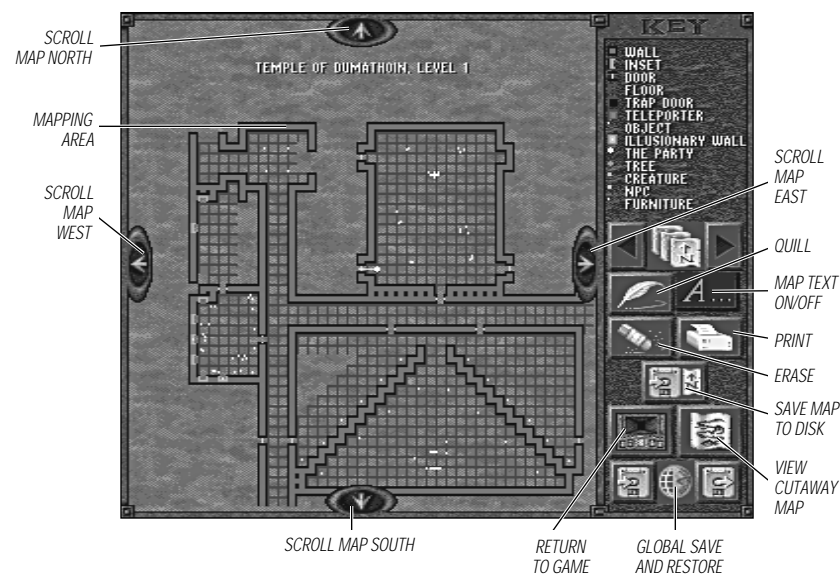 SCROLL
MAP NORTH
MAPPING
AREA
SCROLL
MAP
WEST
TEMPLE OF DUMATHOIN, LEVEL 1
KEY
WALL
INSET
DOOR
FLOOR
TRAP DOOR
TELEPORTER
OBJECT
ILLUSIONARY WALL
THE PARTY
TREE
CREATURE
NPC
FURNITURE
A...
SCROLL
MAP
EAST
QUILL
MAP TEXT
ON/OFF
PRINT
ERASE
SAVE MAP
TO DISK
VIEW
CUTAWAY
MAP
SCROLL MAP SOUTH
RETURN
TO GAME
GLOBAL SAVE
AND RESTORE